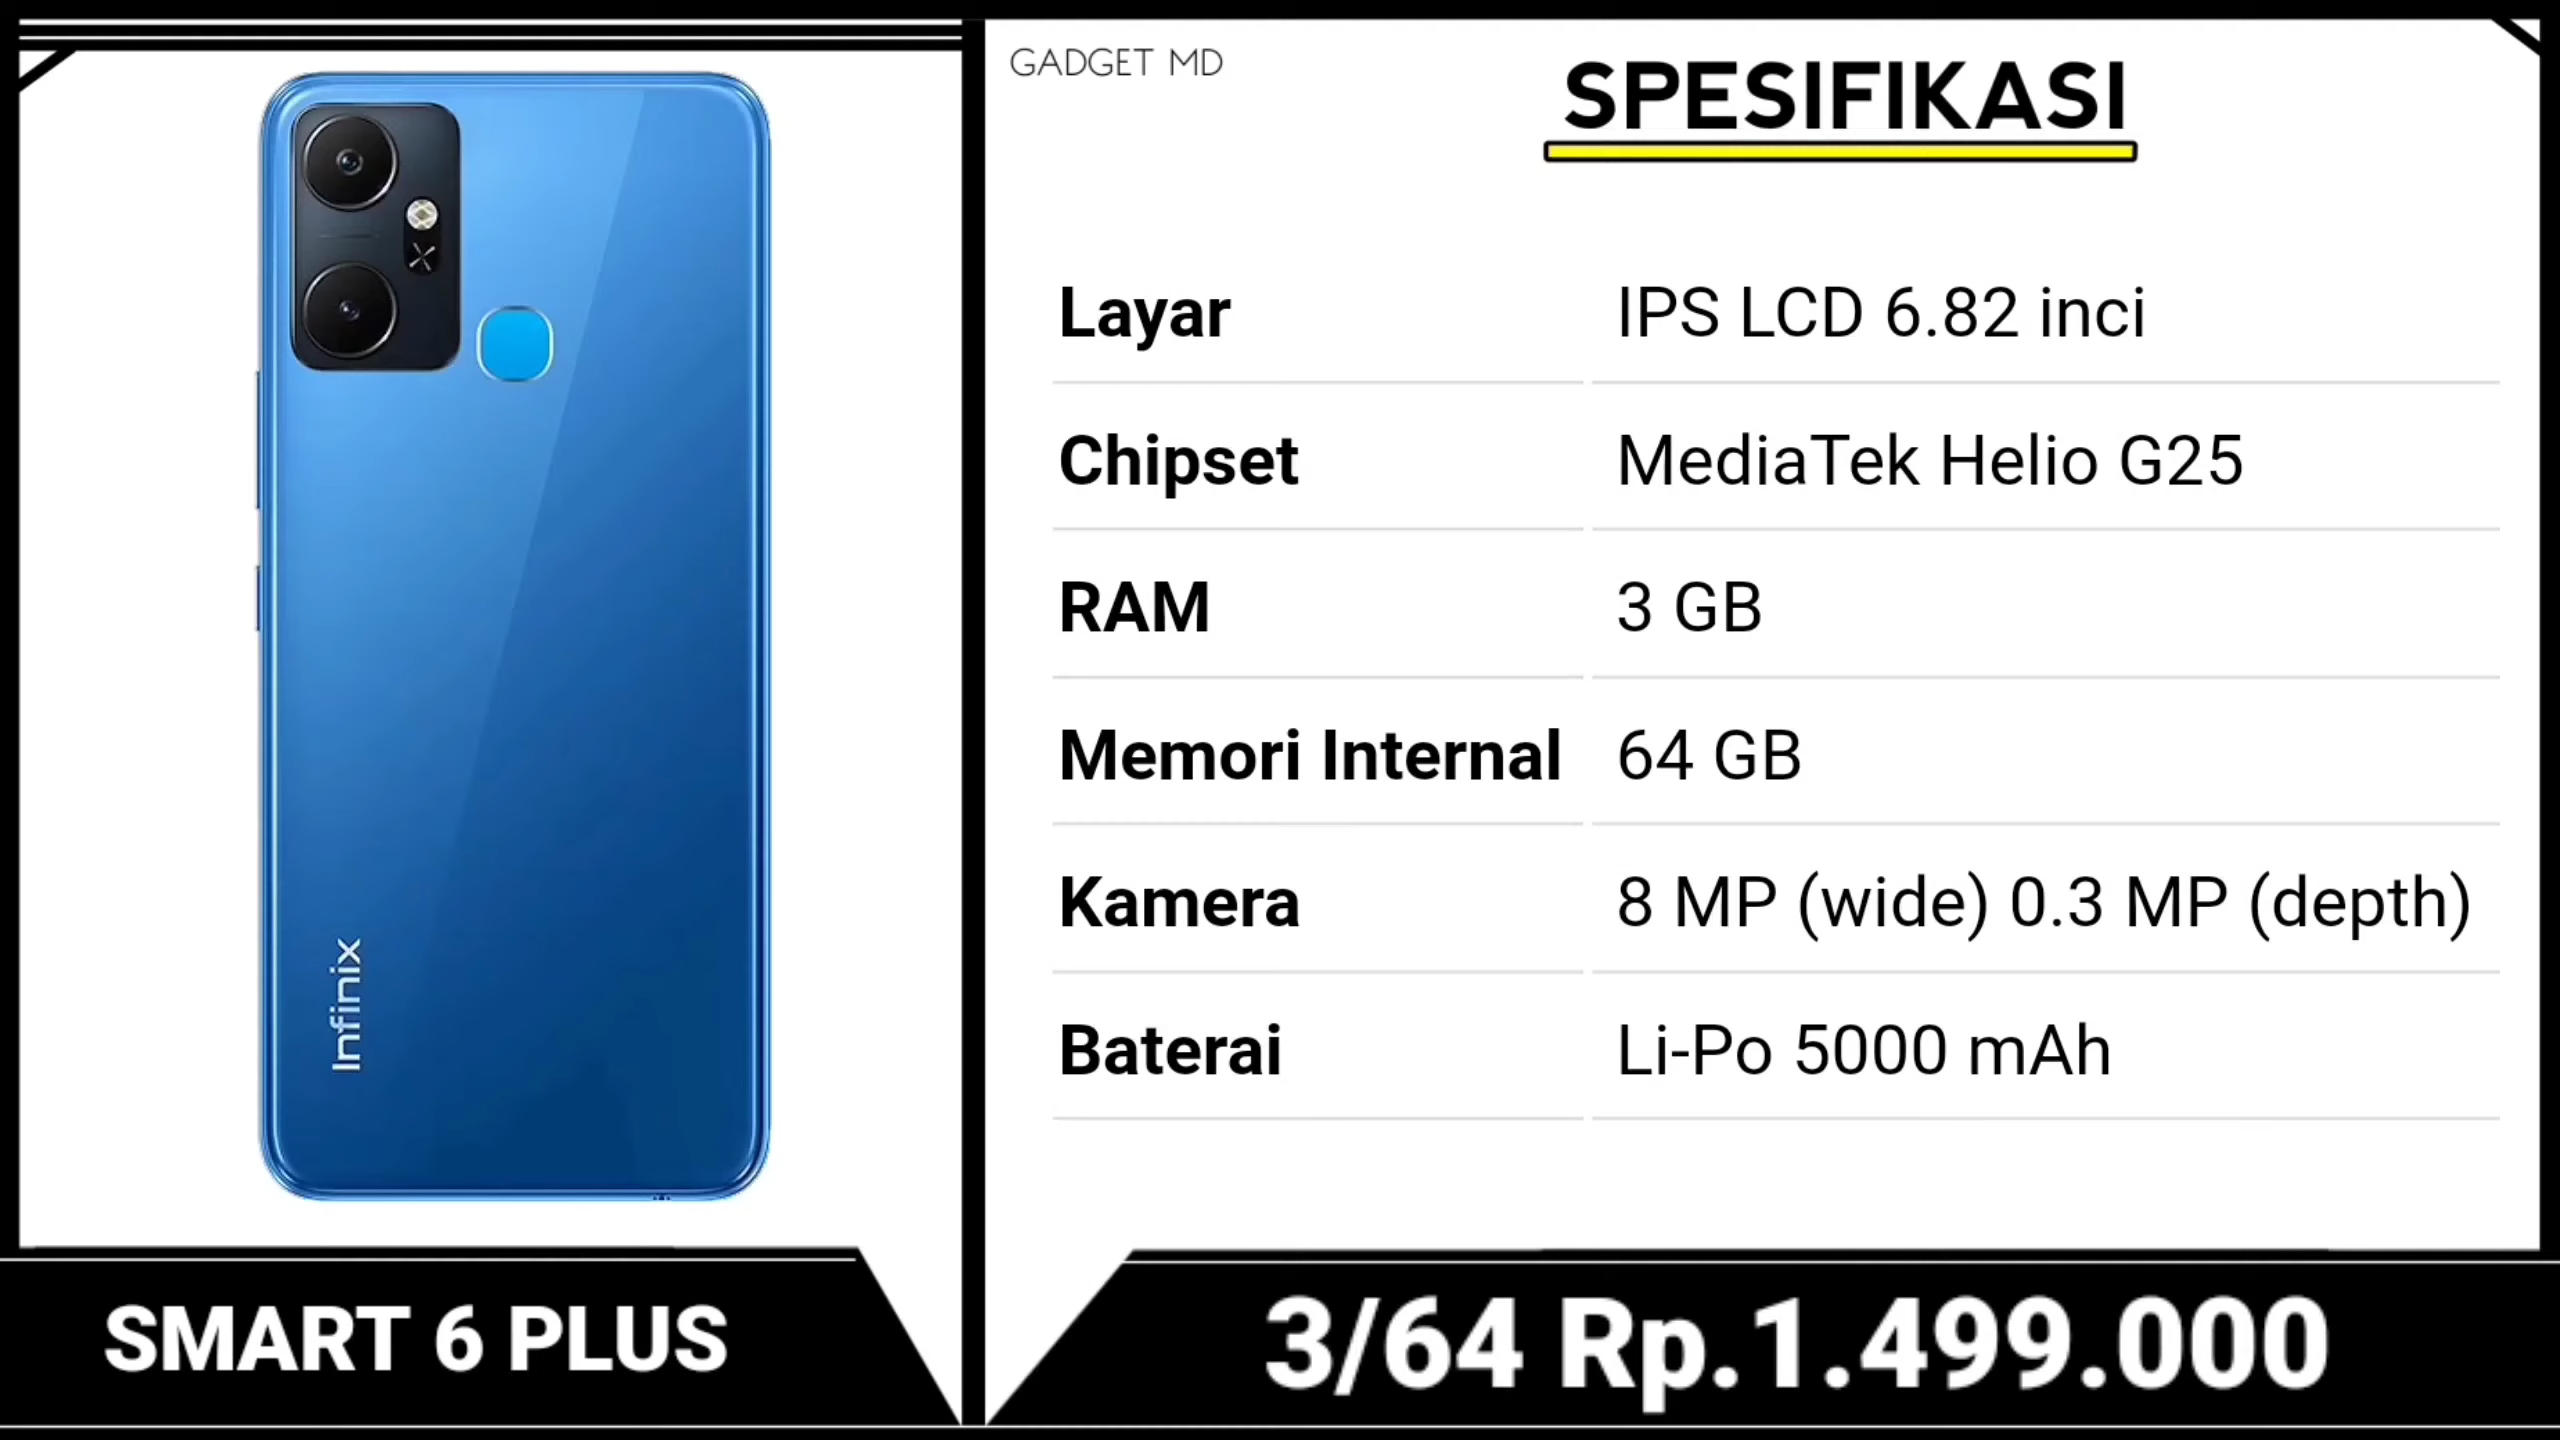 GADGET MD
SPESIFIKASI
Layar IPS LCD 6.82 inci
Chipset MediaTek Helio G25
RAM 3 GB
Memori Internal 64 GB
Kamera 8 MP (wide) 0.3 MP (depth)
Baterai Li-Po 5000 mAh
Infinix
SMART 6 PLUS
3/64 Rp.1.499.000